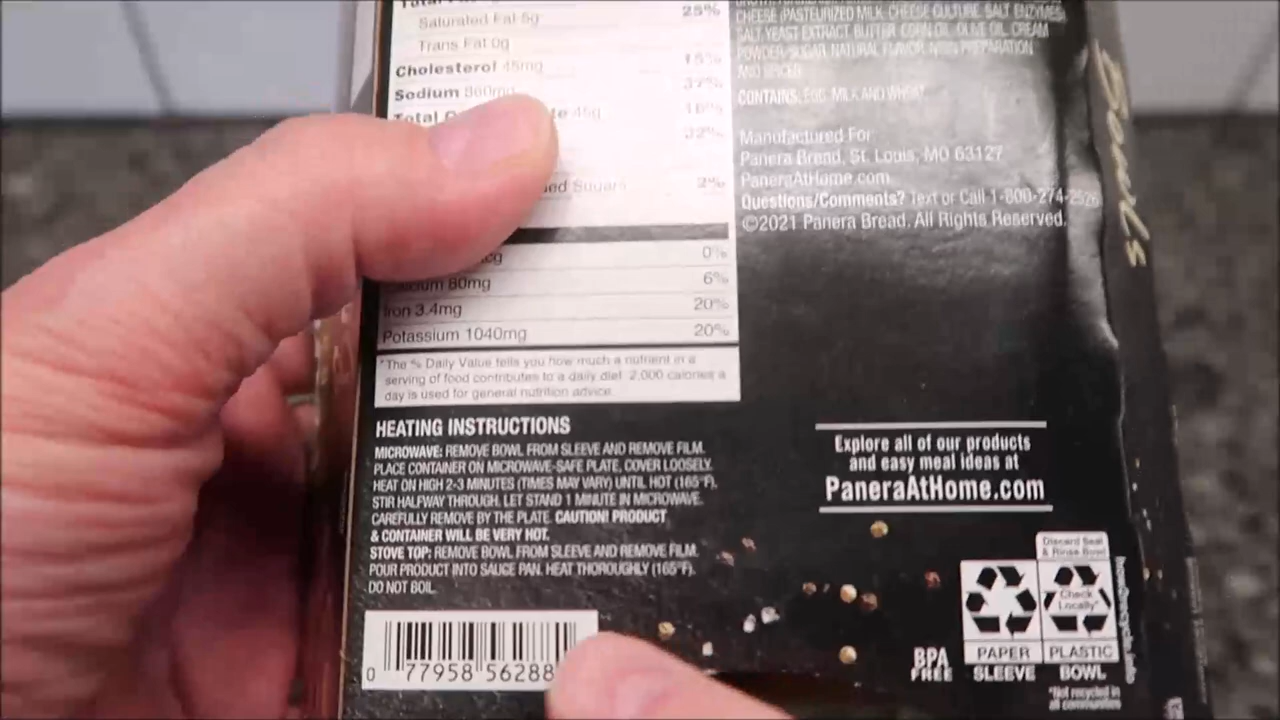 25%
Saturated Fat 5g
Trans Fat 0g
15%
Cholesterol 45mg
37%
Sodium 860mg
Total 46g
16%
22%
ed Sugars 2%
cg 0%
Calcium 80mg 6%
Iron 3.4mg 20%
Potassium 1040mg 20%
*The % Daily Value tells you how much a nutrient in a
serving of food contributes to a daily diet. 2,000 calories a
day is used for general nutrition advice.
HEATING INSTRUCTIONS
MICROWAVE: REMOVE BOWL FROM SLEEVE AND REMOVE FILM.
PLACE CONTAINER ON MICROWAVE-SAFE PLATE, COVER LOOSELY.
HEAT ON HIGH 2-3 MINUTES (TIMES MAY VARY) UNTIL HOT (165°F).
STIR HALFWAY THROUGH. LET STAND 1 MINUTE IN MICROWAVE.
CAREFULLY REMOVE BY THE PLATE. CAUTION! PRODUCT
& CONTAINER WILL BE VERY HOT.
STOVE TOP: REMOVE BOWL FROM SLEEVE AND REMOVE FILM.
POUR PRODUCT INTO SAUCE PAN. HEAT THOROUGHLY (165°F).
DO NOT BOIL.
0 77958 56288
CHEESE (PASTEURIZED MILK, CHEESE CULTURE, SALT, ENZYMES)
SALT, YEAST EXTRACT, BUTTER, CORN OIL, OLIVE OIL, CREAM
POWDER, SUGAR, NATURAL FLAVOR, NISIN PREPARATION
AND SPICES)
CONTAINS: EGG, MILK AND WHEAT
Manufactured For:
Panera Bread, St. Louis, MO 63127
PaneraAtHome.com
Questions/Comments? Text or Call 1-800-274-2526
©2021 Panera Bread. All Rights Reserved.
Explore all of our products
and easy meal ideas at
PaneraAtHome.com
Discard Seal
& Rinse Bowl
Check
Locally*
PAPER PLASTIC
BPA
FREE
SLEEVE BOWL
*Not recycled in
all communities
how2recycle.info
Souls